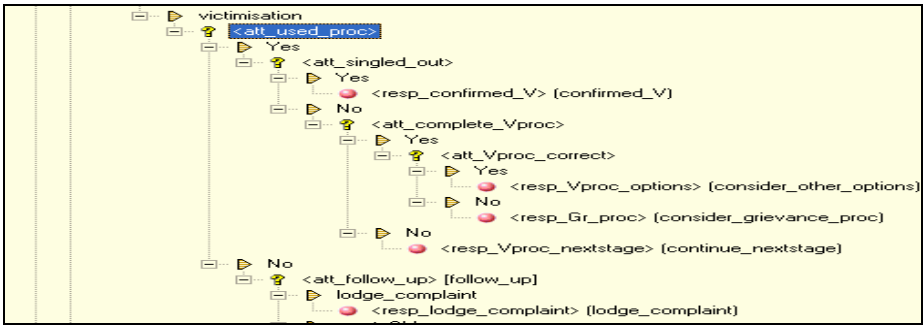 victimisation
<att_used_proc>
Yes
<att_singled_out>
Yes
<resp_confirmed_V> (confirmed_V)
No
<att_complete_Vproc>
Yes
<att_Vproc_correct>
Yes
<resp_Vproc_options> (consider_other_options)
No
<resp_Gr_proc> (consider_grievance_proc)
No
<resp_Vproc_nextstage> (continue_nextstage)
No
<att_follow_up> [follow_up]
lodge_complaint
<resp_lodge_complaint> (lodge_complaint)